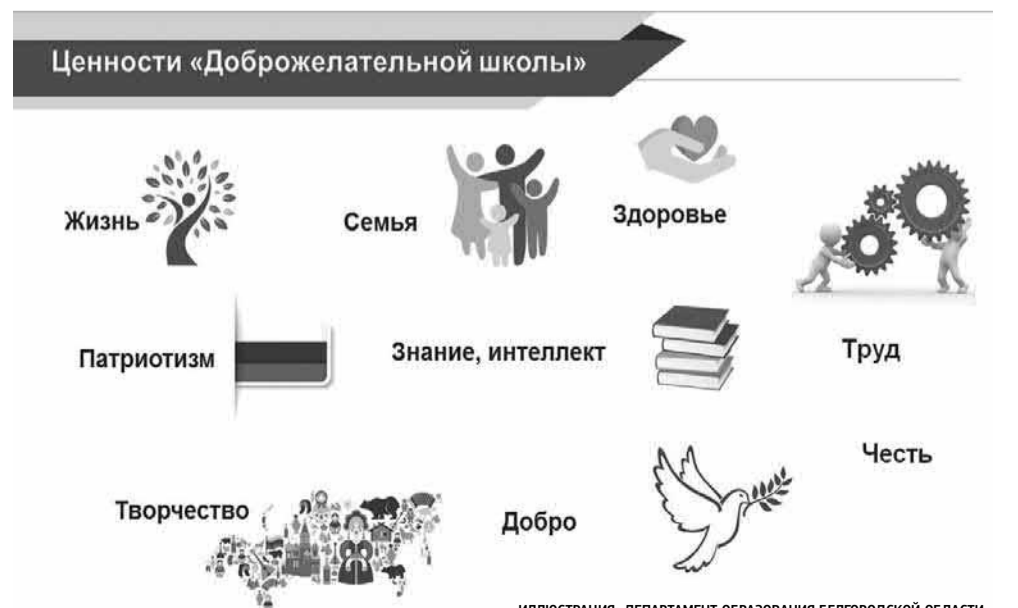 Ценности «Доброжелательной школы»
Жизнь
Семья
Здоровье
Патриотизм
Знание, интеллект
Труд
Честь
Творчество
Добро
ИЛЛЮСТРАЦИЯ ДЕПАРТАМЕНТ ОБРАЗОВАНИЯ БЕЛГОРОДСКОЙ ОБЛАСТИ